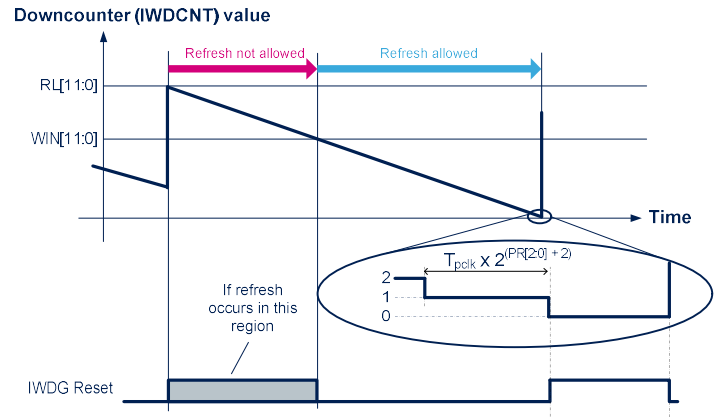 Downcounter (IWDCNT) value
Refresh not allowed
Refresh allowed
RL[11:0]
WIN[11:0]
Time
Tpclk x 2(PR[2:0] + 2)
2
1
0
If refresh
occurs in this
region
IWDG Reset